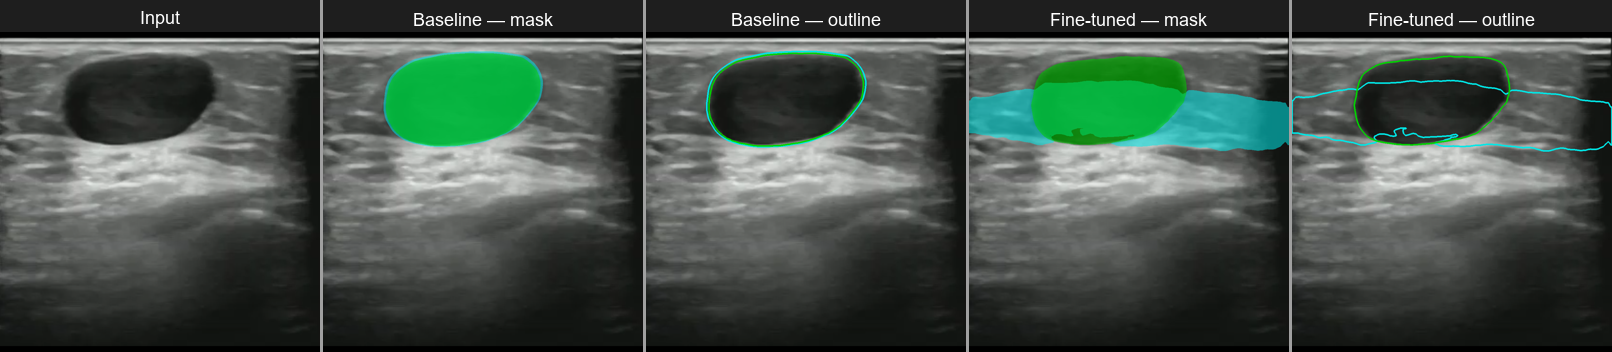 Input
Baseline — mask
Baseline — outline
Fine-tuned — mask
Fine-tuned — outline